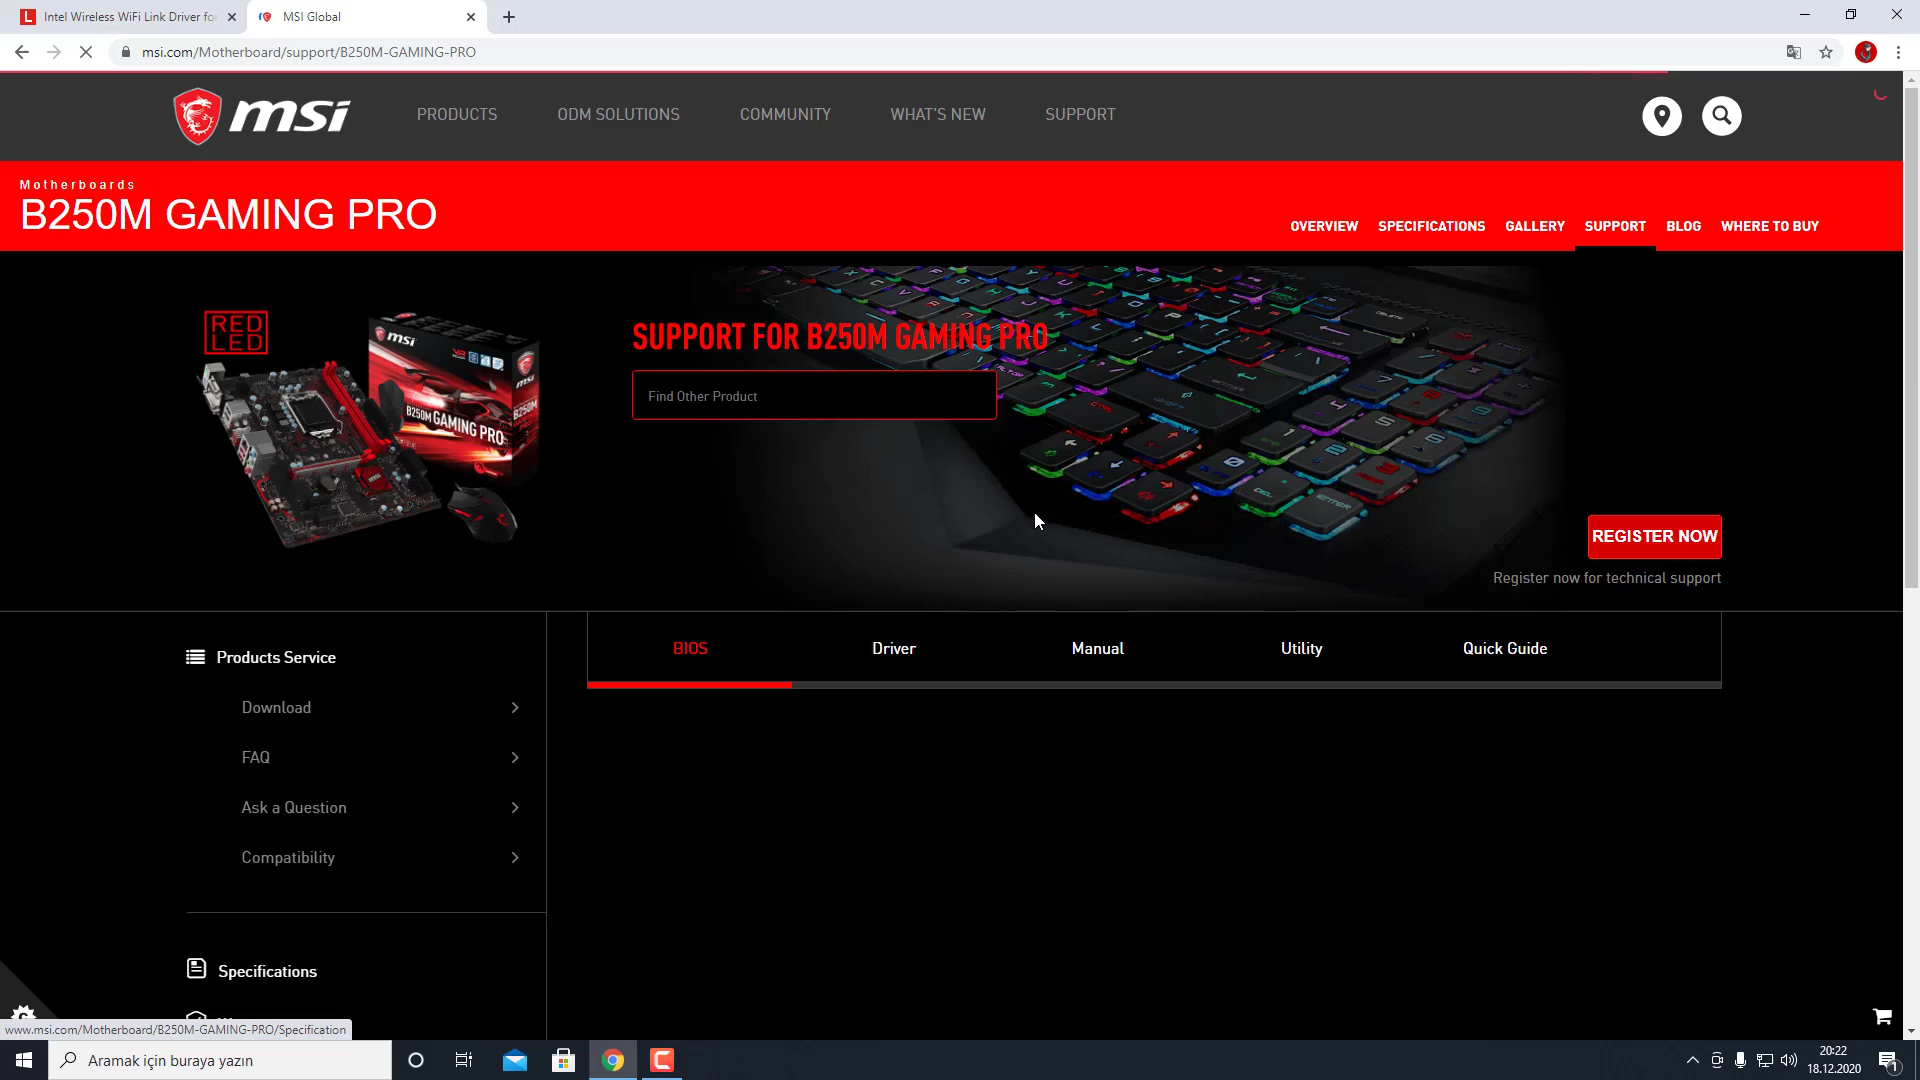 Intel Wireless WiFi Link Driver for
MSI Global
msi.com/Motherboard/support/B250M-GAMING-PRO
msi
PRODUCTS
ODM SOLUTIONS
COMMUNITY
WHAT'S NEW
SUPPORT
Motherboards
B250M GAMING PRO
OVERVIEW
SPECIFICATIONS
GALLERY
SUPPORT
BLOG
WHERE TO BUY
RED
LED
msi
B250M GAMING PRO
SUPPORT FOR B250M GAMING PRO
Find Other Product
REGISTER NOW
Register now for technical support
Products Service
Download
FAQ
Ask a Question
Compatibility
Specifications
BIOS
Driver
Manual
Utility
Quick Guide
www.msi.com/Motherboard/B250M-GAMING-PRO/Specification
Aramak için buraya yazın
20:22
18.12.2020
1